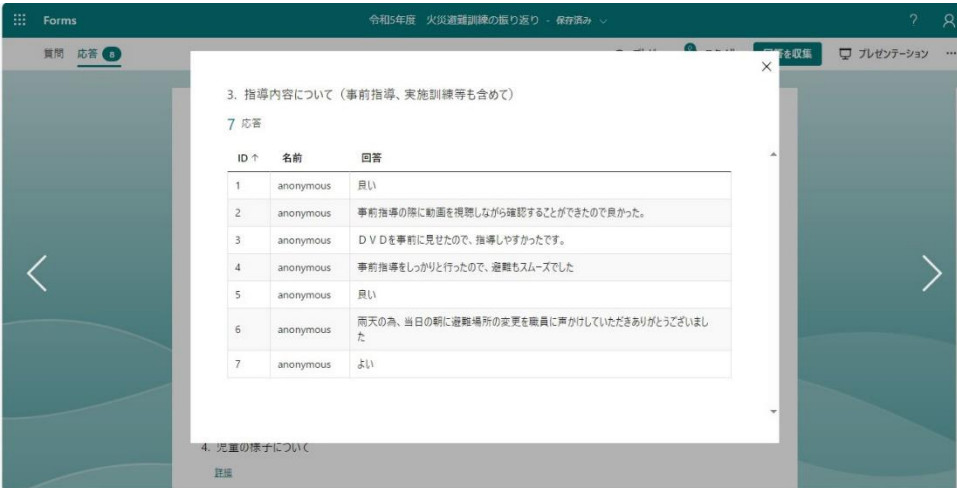 Forms
令和5年度 火災避難訓練の振り返り - 保存済み
?
質問 応答 8
を収集
プレゼンテーション
3. 指導内容について（事前指導、実施訓練等も含めて）
7 応答
ID ↑ 名前 回答
1 anonymous 良い
2 anonymous 事前指導の際に動画を視聴しながら確認することができたので良かった。
3 anonymous ＤＶＤを事前に見せたので、指導しやすかったです。
4 anonymous 事前指導をしっかりと行ったので、避難もスムーズでした
5 anonymous 良い
6 anonymous 雨天の為、当日の朝に避難場所の変更を職員に声かけしていただきありがとうございまし
た
7 anonymous よい
4. 児童の様子について
詳細